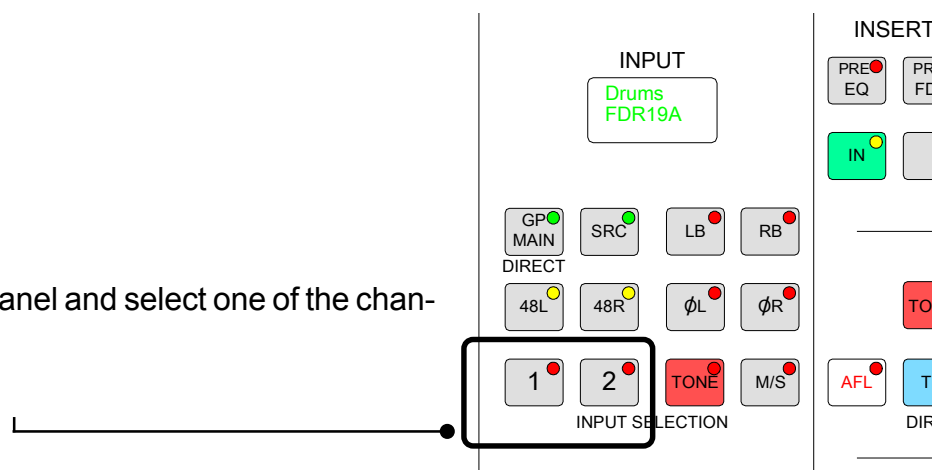 INSERT
INPUT
PRE
EQ
Drums
FDR19A
IN
GP
MAIN
SRC
LB
RB
DIRECT
anel and select one of the chan-
48L
48R
ϕL
ϕR
1
2
TONE
M/S
AFL
INPUT SELECTION